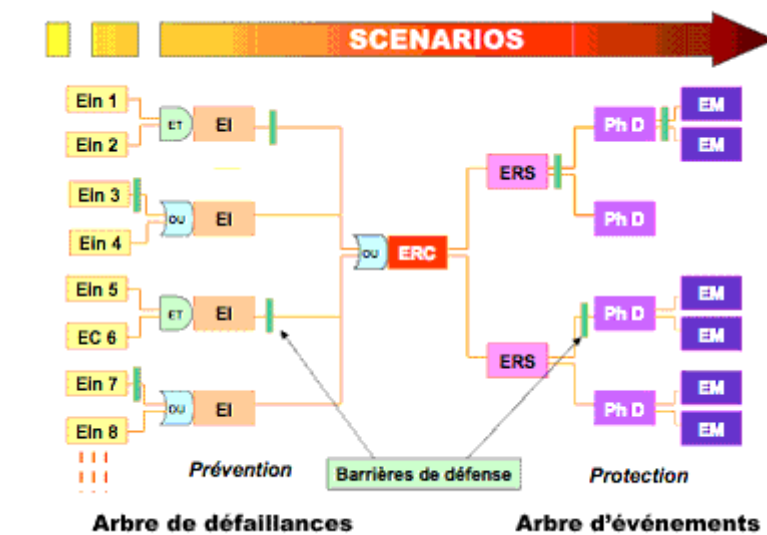 SCENARIOS
EIn 1
EIn 2
ET
EI
EIn 3
EIn 4
OU
EI
EIn 5
EC 6
ET
EI
EIn 7
EIn 8
OU
EI
OU
ERC
ERS
ERS
Ph D
EM
EM
Ph D
Ph D
EM
EM
Ph D
EM
EM
Prévention
Barrières de défense
Protection
Arbre de défaillances
Arbre d'événements